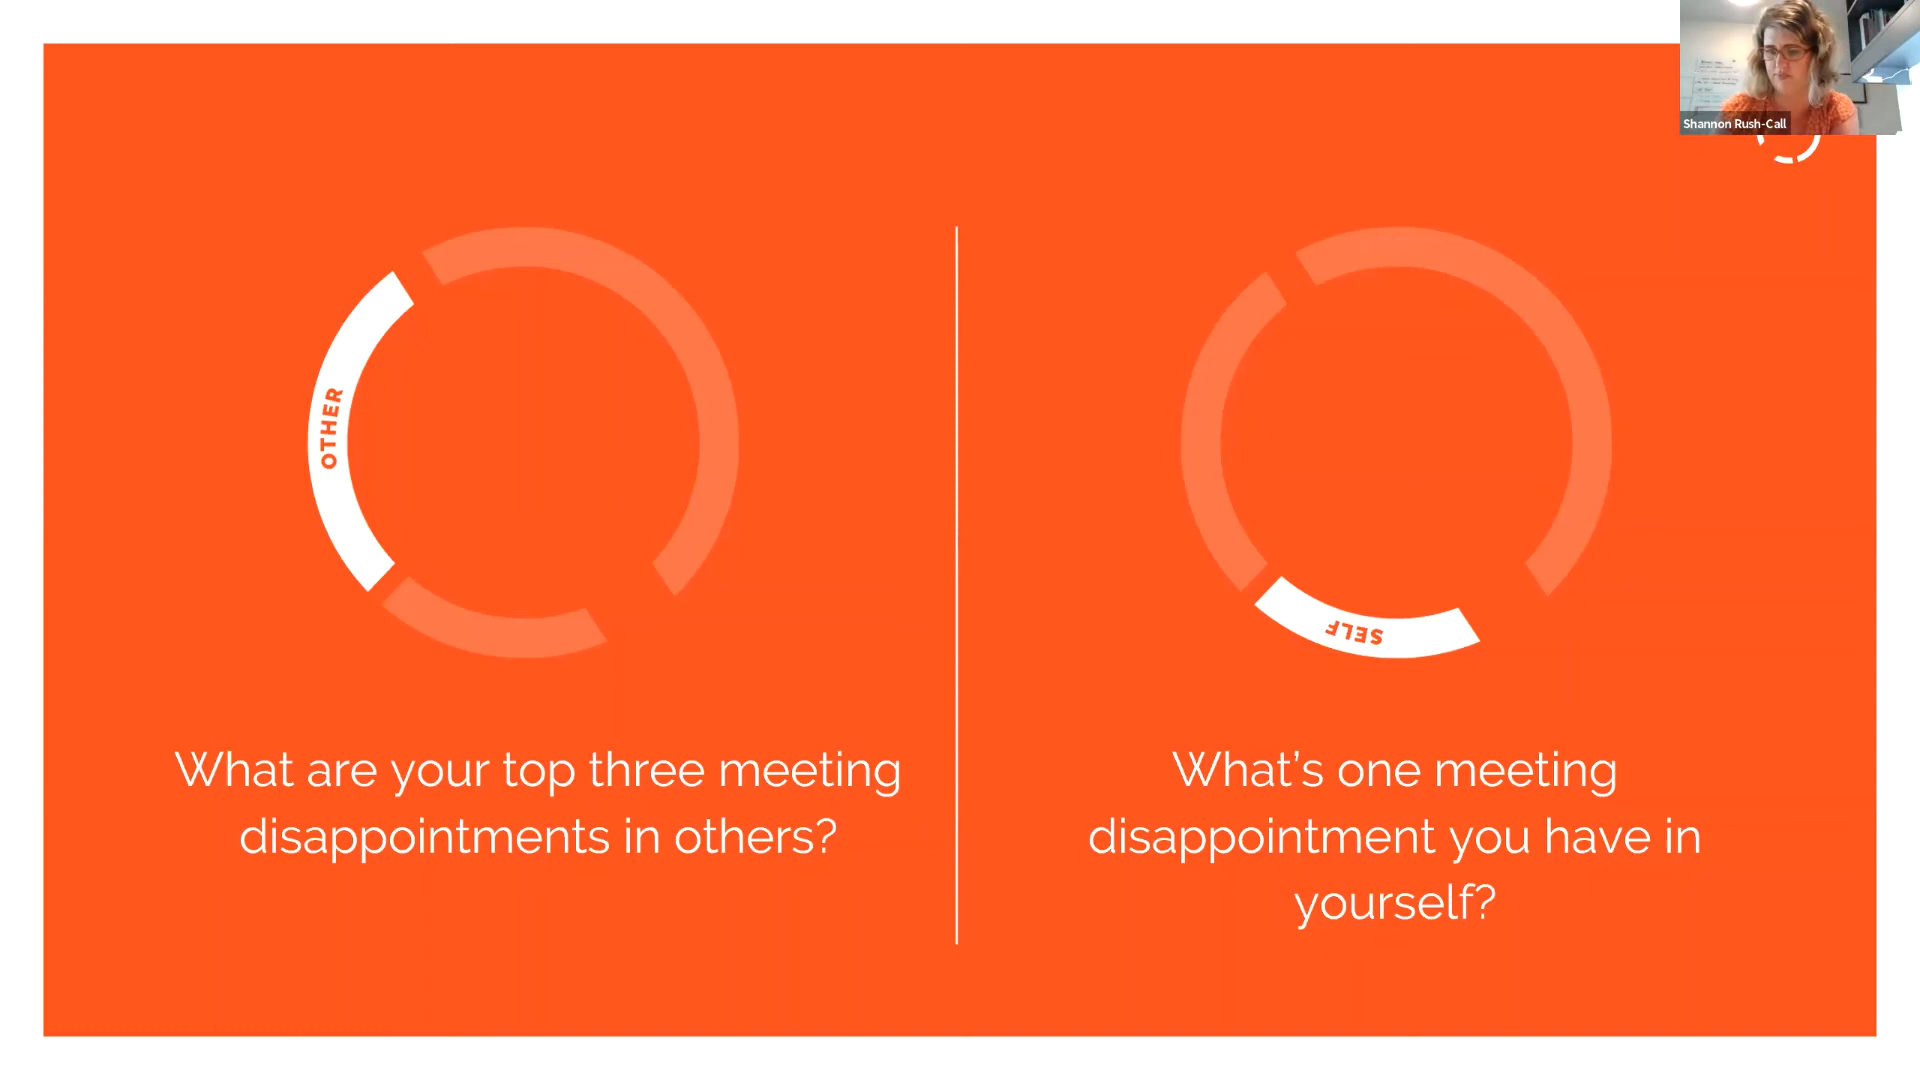 Shannon Rush-Call
OTHER
SELF
What are your top three meeting
disappointments in others?
What’s one meeting
disappointment you have in
yourself?